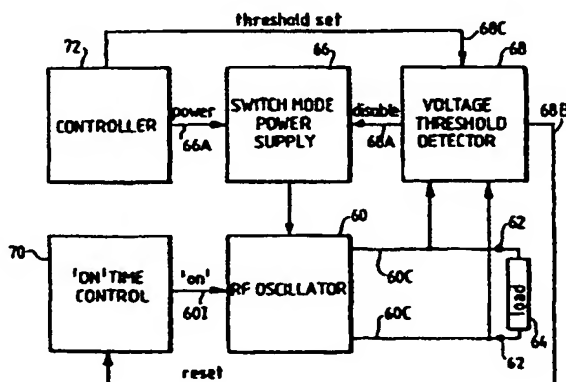 threshold set
72
66
68C
68
CONTROLLER
power
66A
SWITCH MODE
POWER
SUPPLY
disable
68A
VOLTAGE
THRESHOLD
DETECTOR
68B
60
62
70
'ON' TIME
CONTROL
'on'
60I
RF OSCILLATOR
60C
60C
load
64
62
reset